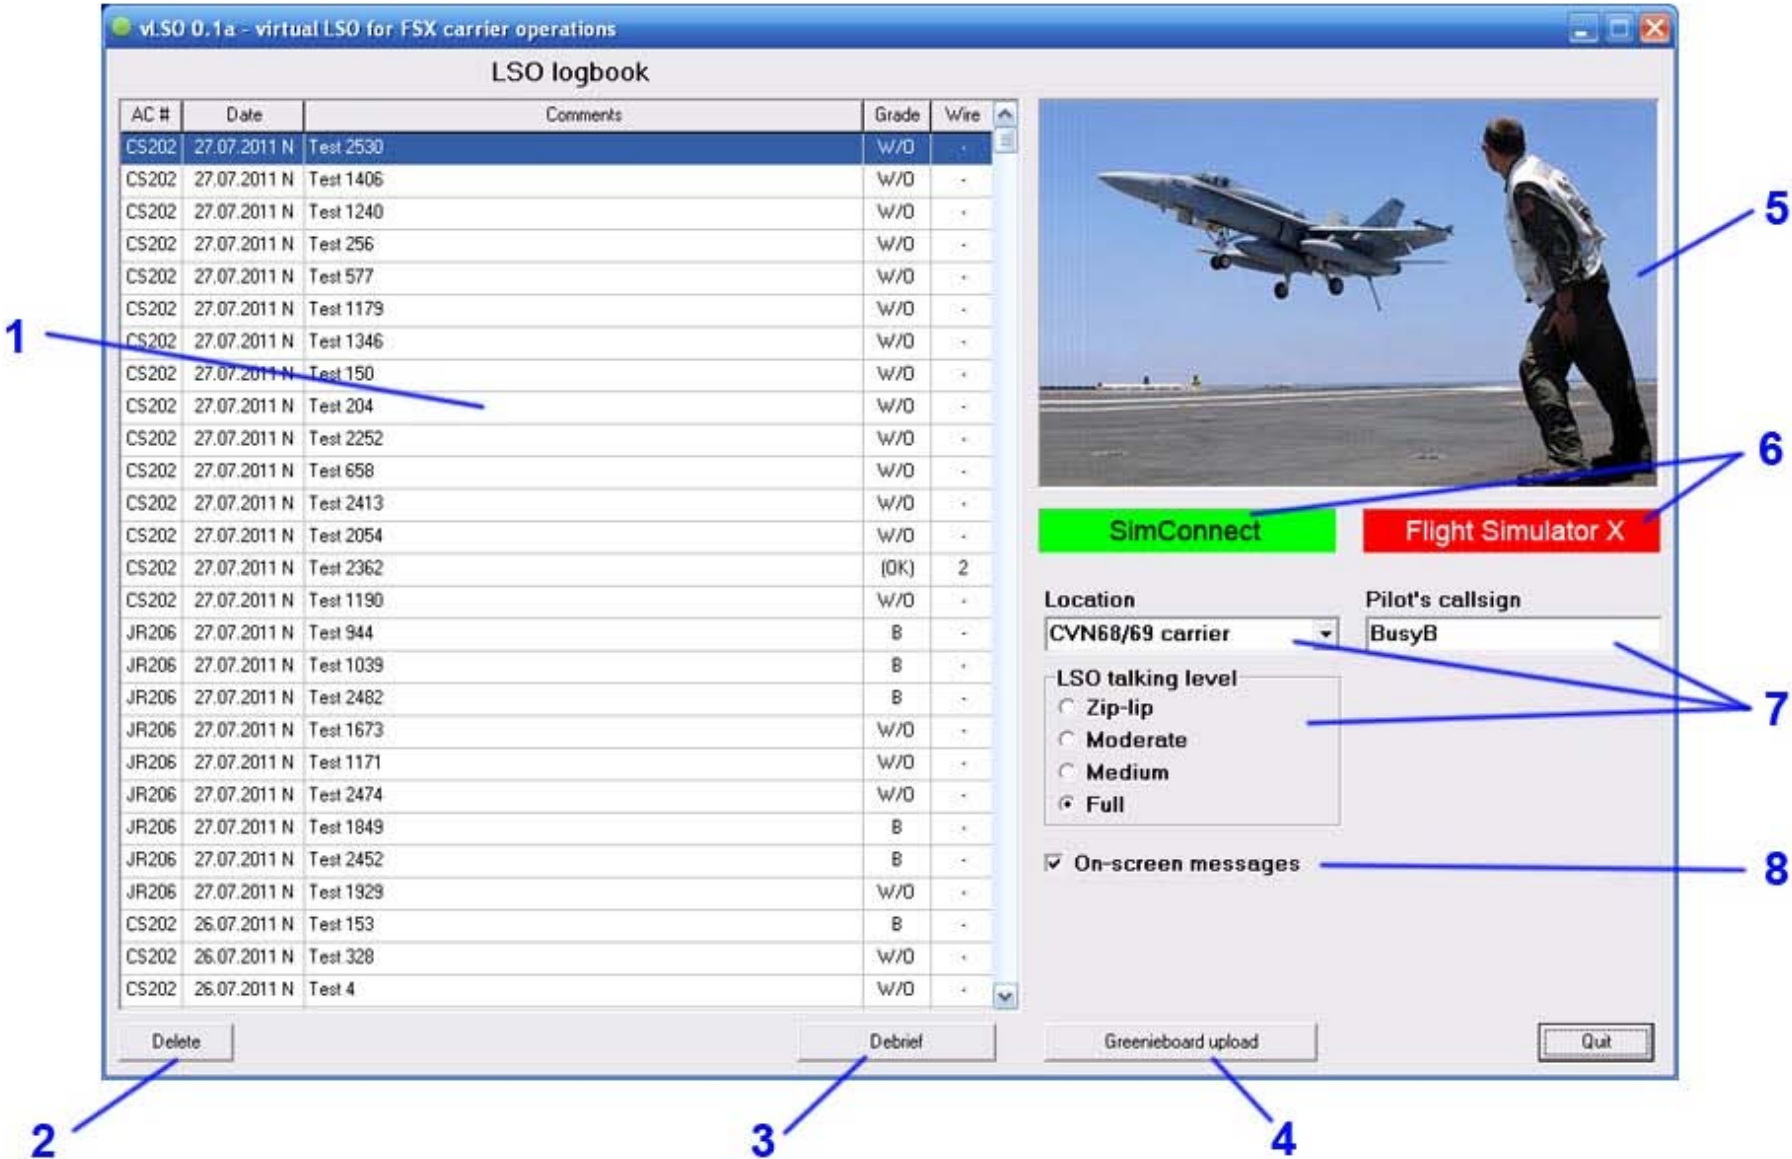 vLSO 0.1a - virtual LSO for FSX carrier operations
LSO logbook
AC # Date Comments Grade Wire
CS202 27.07.2011 N Test 2530 W/O -
CS202 27.07.2011 N Test 1406 W/O -
CS202 27.07.2011 N Test 1240 W/O -
CS202 27.07.2011 N Test 256 W/O -
CS202 27.07.2011 N Test 577 W/O -
CS202 27.07.2011 N Test 1179 W/O -
CS202 27.07.2011 N Test 1346 W/O -
CS202 27.07.2011 N Test 150 W/O -
CS202 27.07.2011 N Test 204 W/O -
CS202 27.07.2011 N Test 2252 W/O -
CS202 27.07.2011 N Test 658 W/O -
CS202 27.07.2011 N Test 2413 W/O -
CS202 27.07.2011 N Test 2054 W/O -
CS202 27.07.2011 N Test 2362 (OK) 2
CS202 27.07.2011 N Test 1190 W/O -
JR206 27.07.2011 N Test 944 B -
JR206 27.07.2011 N Test 1039 B -
JR206 27.07.2011 N Test 2482 B -
JR206 27.07.2011 N Test 1673 W/O -
JR206 27.07.2011 N Test 1171 W/O -
JR206 27.07.2011 N Test 2474 W/O -
JR206 27.07.2011 N Test 1849 B -
JR206 27.07.2011 N Test 2452 B -
JR206 27.07.2011 N Test 1929 W/O -
CS202 26.07.2011 N Test 153 B -
CS202 26.07.2011 N Test 328 W/O -
CS202 26.07.2011 N Test 4 W/O -
Delete
Debrief
SimConnect
Flight Simulator X
Location
Pilot's callsign
CVN68/69 carrier
BusyB
LSO talking level
Zip-lip
Moderate
Medium
Full
On-screen messages
Greenieboard upload
Quit
1
2
3
4
5
6
7
8